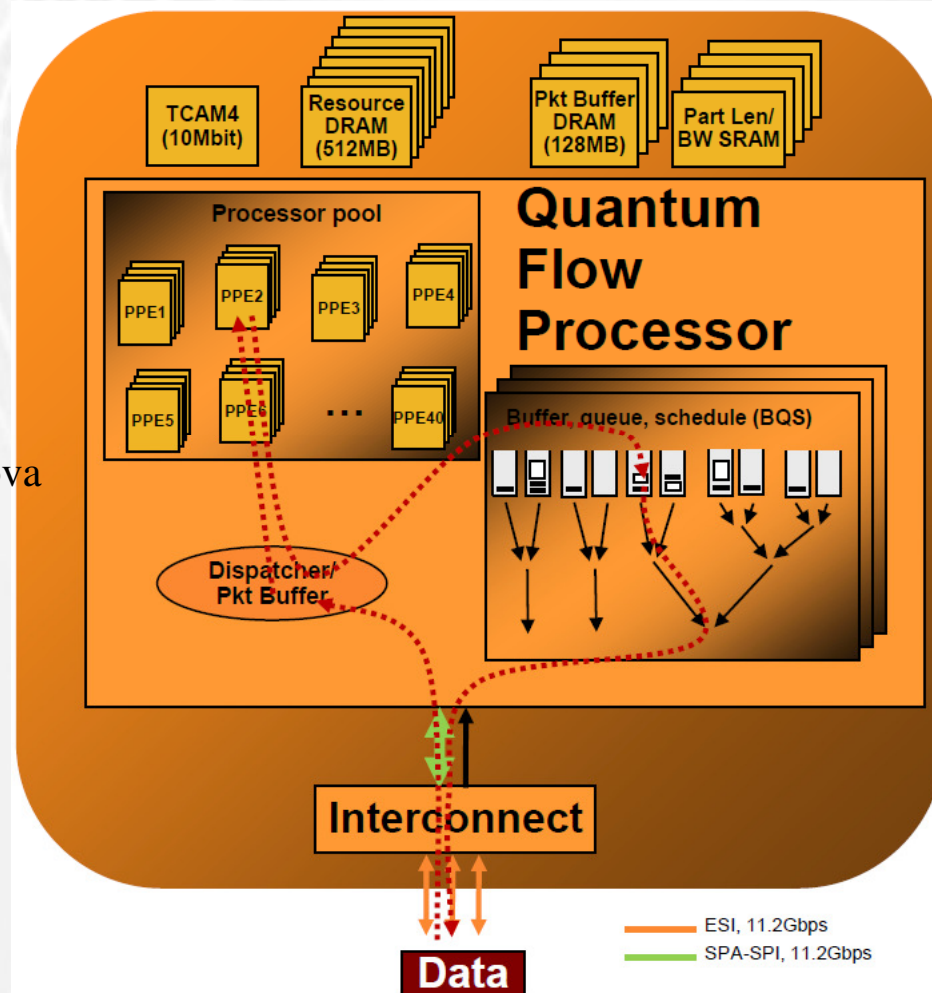 TCAM4
(10Mbit)
Resource
DRAM
(512MB)
Pkt Buffer
DRAM
(128MB)
Part Len/
BW SRAM
Quantum
Flow
Processor
Processor pool
PPE1
PPE2
PPE3
PPE4
PPE5
PPE6
...
PPE40
Buffer, queue, schedule (BQS)
ova
Dispatcher/
Pkt Buffer
Interconnect
ESI, 11.2Gbps
SPA-SPI, 11.2Gbps
Data